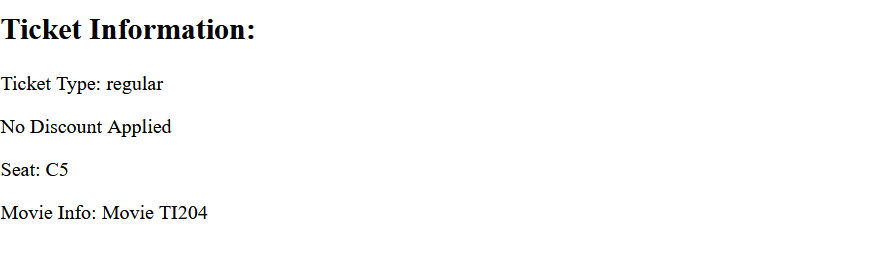 Ticket Information:
Ticket Type: regular
No Discount Applied
Seat: C5
Movie Info: Movie TI204